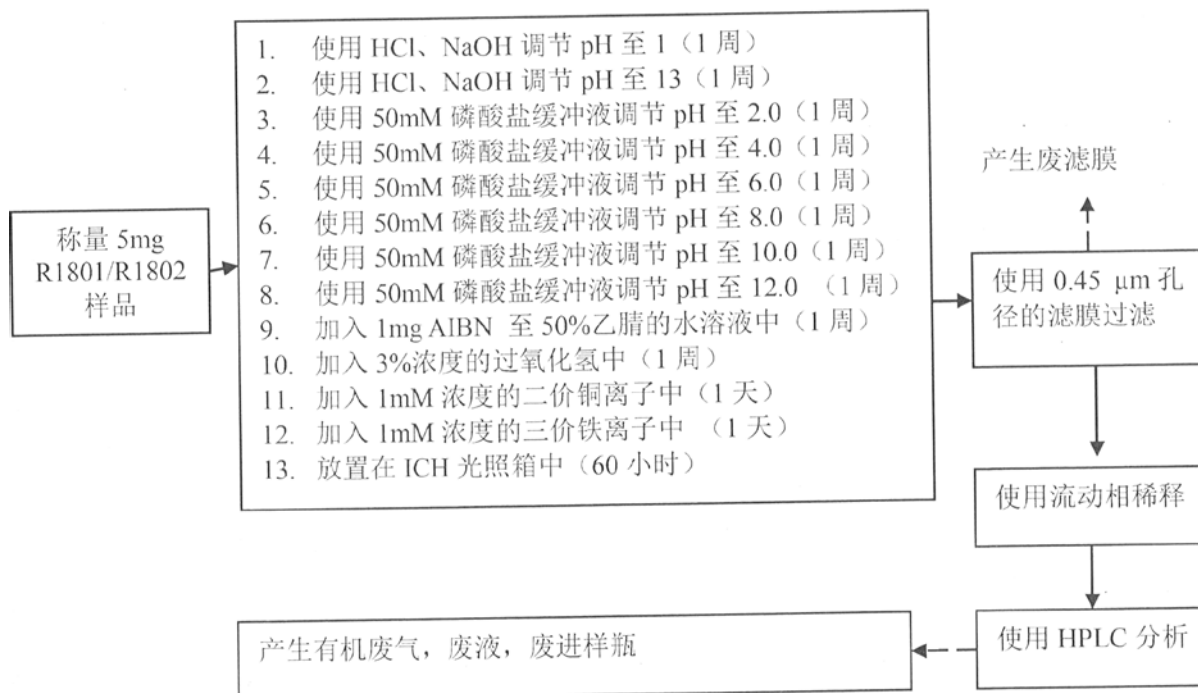 称量 5mg
R1801/R1802
样品
1. 使用 HCl、NaOH 调节 pH 至 1（1 周）
2. 使用 HCl、NaOH 调节 pH 至 13（1 周）
3. 使用 50mM 磷酸盐缓冲液调节 pH 至 2.0（1 周）
4. 使用 50mM 磷酸盐缓冲液调节 pH 至 4.0（1 周）
5. 使用 50mM 磷酸盐缓冲液调节 pH 至 6.0（1 周）
6. 使用 50mM 磷酸盐缓冲液调节 pH 至 8.0（1 周）
7. 使用 50mM 磷酸盐缓冲液调节 pH 至 10.0（1 周）
8. 使用 50mM 磷酸盐缓冲液调节 pH 至 12.0 （1 周）
9. 加入 1mg AIBN 至 50%乙腈的水溶液中（1 周）
10. 加入 3%浓度的过氧化氢中（1 周）
11. 加入 1mM 浓度的二价铜离子中（1 天）
12. 加入 1mM 浓度的三价铁离子中 （1 天）
13. 放置在 ICH 光照箱中（60 小时）
产生废滤膜
使用 0.45 μm 孔
径的滤膜过滤
使用流动相稀释
使用 HPLC 分析
产生有机废气，废液，废进样瓶